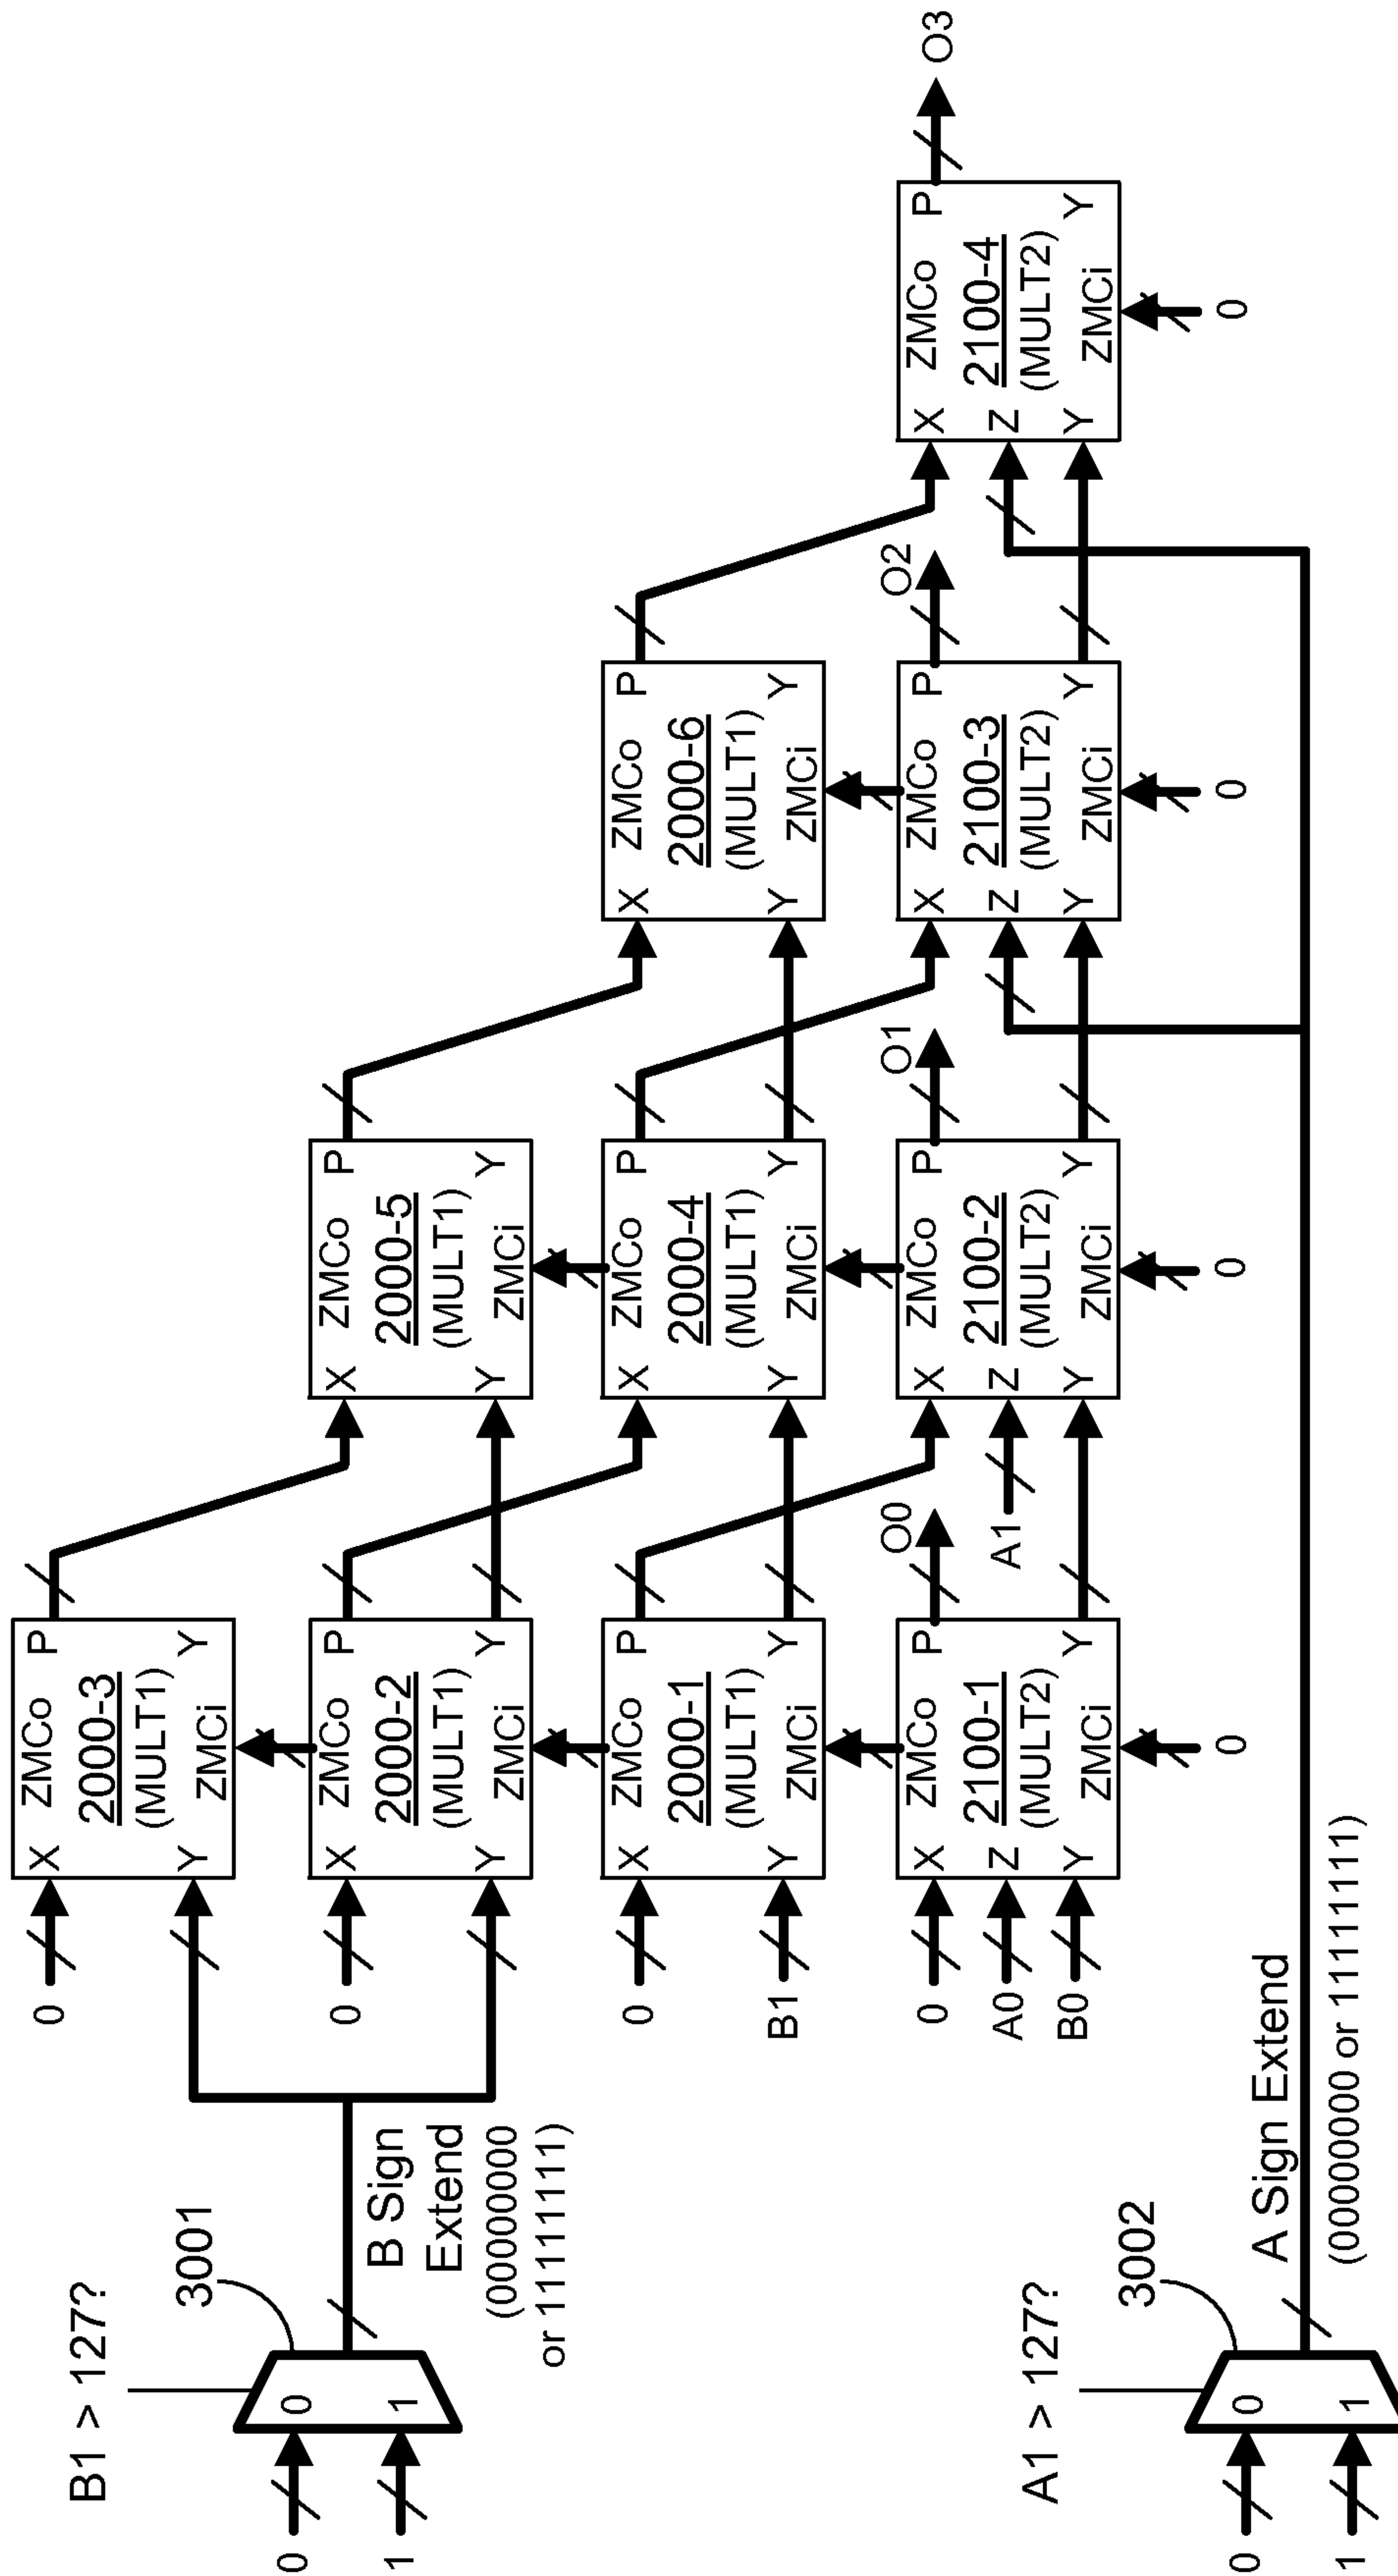 B1 > 127?
3001
0
1
0
1
B Sign
Extend
(00000000
or 11111111)
A1 > 127?
3002
0
1
0
1
A Sign Extend
(00000000 or 11111111)
0
X ZMCo P
2000-3
(MULT1)
Y Y
ZMCi
0
X ZMCo P
2000-2
(MULT1)
Y Y
ZMCi
0
B1
X ZMCo P
2000-1
(MULT1)
Y Y
ZMCi
0
A0
B0
X ZMCo P
Z 2100-1
(MULT2)
Y Y
ZMCi
0
O0
X ZMCo P
2000-5
(MULT1)
Y Y
ZMCi
X ZMCo P
2000-4
(MULT1)
Y Y
ZMCi
A1
X ZMCo P
Z 2100-2
(MULT2)
Y Y
ZMCi
0
O1
X ZMCo P
2000-6
(MULT1)
Y Y
ZMCi
X ZMCo P
Z 2100-3
(MULT2)
Y Y
ZMCi
0
O2
X ZMCo P
Z 2100-4
(MULT2)
Y Y
ZMCi
0
O3